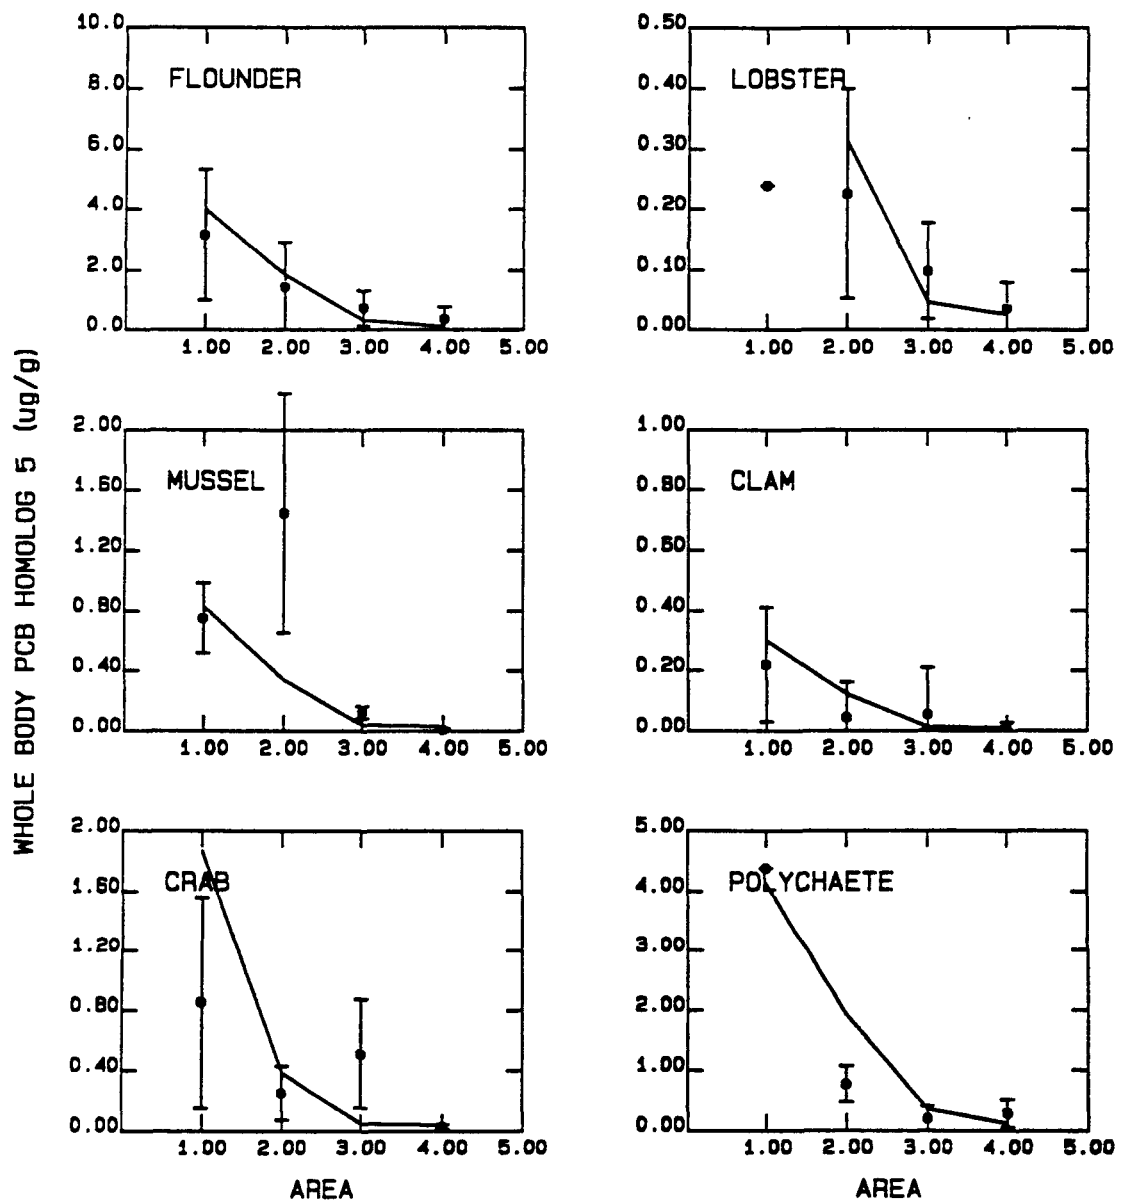 WHOLE BODY PCB HOMOLOG 5 (ug/g)
10.0
8.0
6.0
4.0
2.0
0.0
FLOUNDER
1.00 2.00 3.00 4.00 5.00
0.50
0.40
0.30
0.20
0.10
0.00
LOBSTER
1.00 2.00 3.00 4.00 5.00
2.00
1.60
1.20
0.80
0.40
0.00
MUSSEL
1.00 2.00 3.00 4.00 5.00
1.00
0.80
0.60
0.40
0.20
0.00
CLAM
1.00 2.00 3.00 4.00 5.00
2.00
1.60
1.20
0.80
0.40
0.00
CRAB
1.00 2.00 3.00 4.00 5.00
AREA
5.00
4.00
3.00
2.00
1.00
0.00
POLYCHAETE
1.00 2.00 3.00 4.00 5.00
AREA